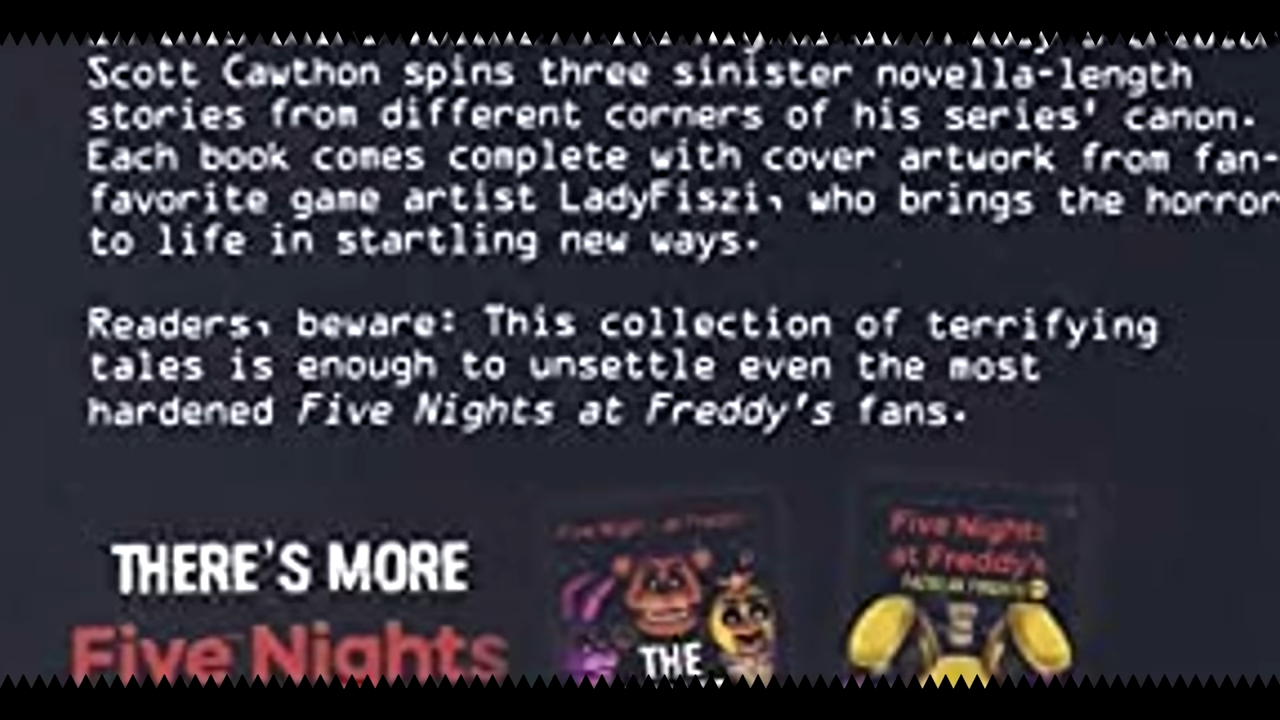 Scott Cawthon spins three sinister novella-length
stories from different corners of his series' canon.
Each book comes complete with cover artwork from fan-
favorite game artist LadyFiszi, who brings the horror
to life in startling new ways.
Readers, beware: This collection of terrifying
tales is enough to unsettle even the most
hardened Five Nights at Freddy's fans.
THERE'S MORE
Five Nights
THE
Five Nights
at Freddy's